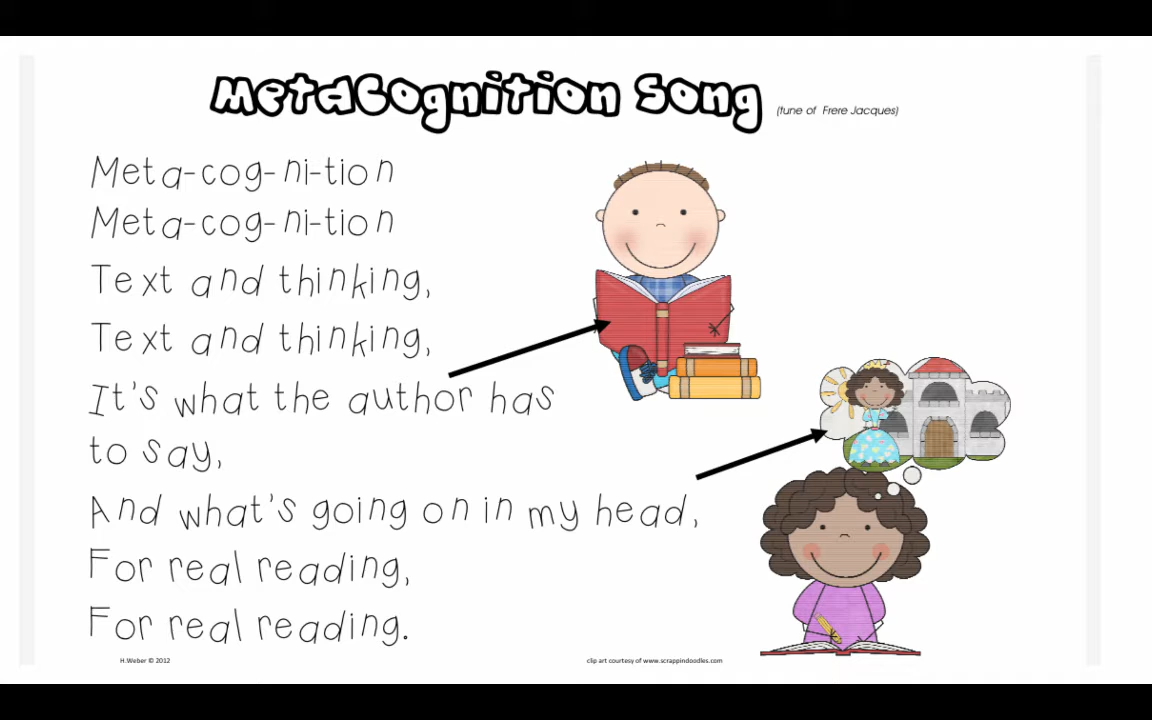 MetaCognition Song
(tune of Frere Jacques)
Meta-cog-ni-tion
Meta-cog-ni-tion
Text and thinking,
Text and thinking,
It's what the author has
to say,
And what's going on in my head,
For real reading,
For real reading.
H.Weber © 2012
clip art courtesy of www.scrappindoodles.com